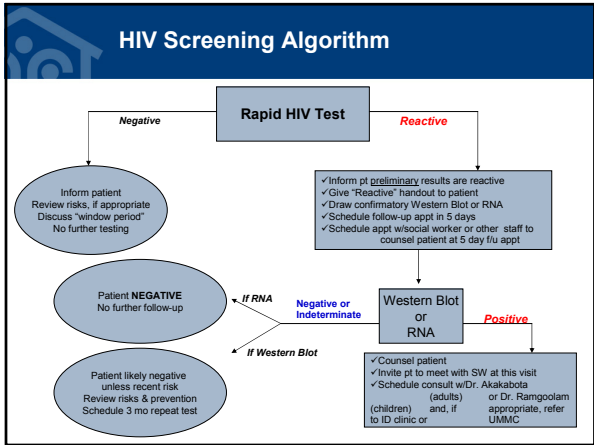 HIV Screening Algorithm
Rapid HIV Test
Negative
Reactive
Inform patient
Review risks, if appropriate
Discuss “window period”
No further testing
✓Inform pt preliminary results are reactive
✓Give “Reactive” handout to patient
✓Draw confirmatory Western Blot or RNA
✓Schedule follow-up appt in 5 days
✓Schedule appt w/social worker or other staff to
counsel patient at 5 day f/u appt
Patient NEGATIVE
No further follow-up
If RNA
Negative or
Indeterminate
Western Blot
or
RNA
Positive
If Western Blot
Patient likely negative
unless recent risk
Review risks & prevention
Schedule 3 mo repeat test
✓Counsel patient
✓Invite pt to meet with SW at this visit
✓Schedule consult w/Dr. Akakabota
(adults) or Dr. Ramgoolam
(children) and, if appropriate, refer
to ID clinic or UMMC